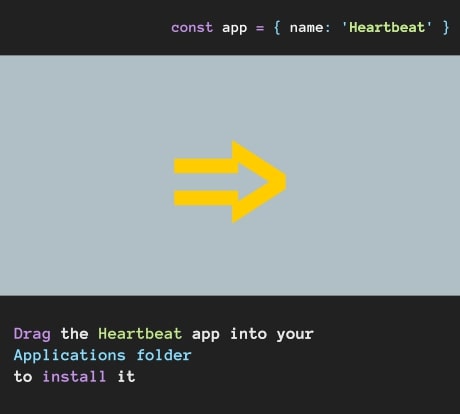 const app = { name: 'Heartbeat' }
Drag the Heartbeat app into your
Applications folder
to install it